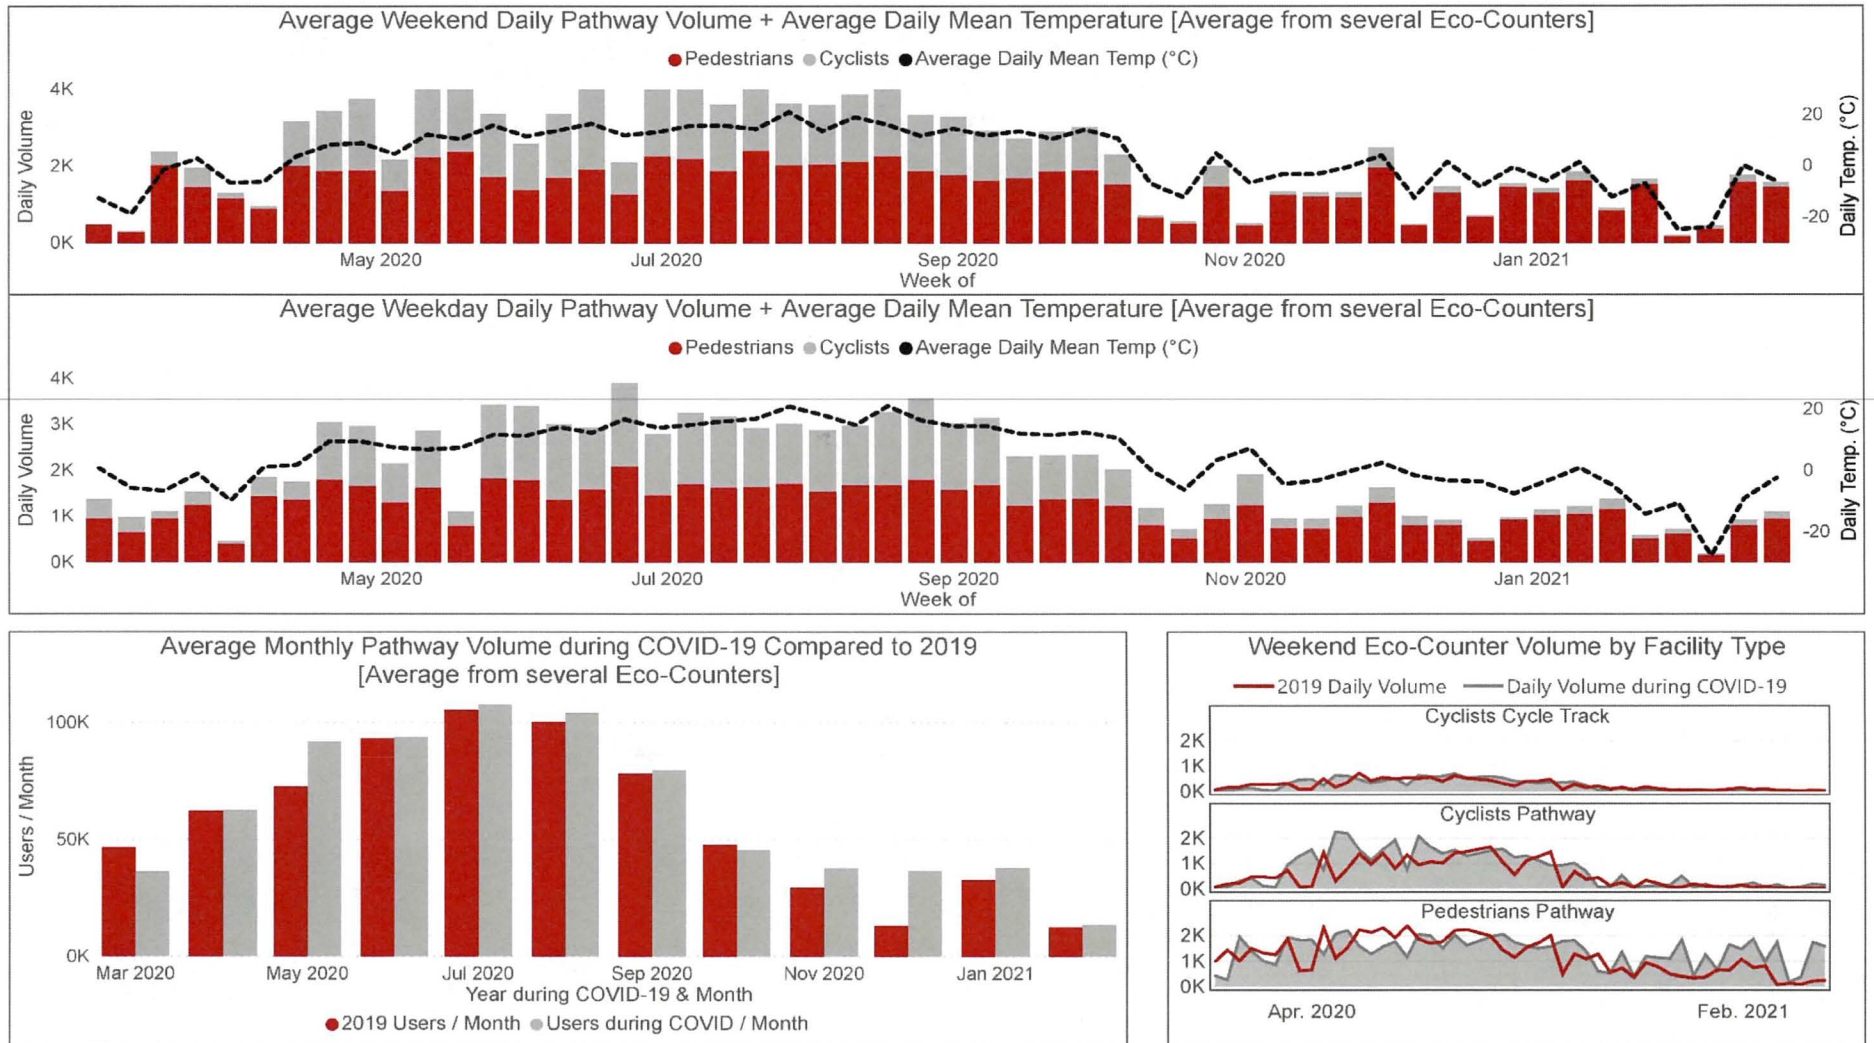 Average Weekend Daily Pathway Volume + Average Daily Mean Temperature [Average from several Eco-Counters]
Pedestrians Cyclists Average Daily Mean Temp (°C)
4K
2K
0K
Daily Volume
20
0
-20
Daily Temp. (°C)
May 2020 Jul 2020 Sep 2020 Nov 2020 Jan 2021
Week of
Average Weekday Daily Pathway Volume + Average Daily Mean Temperature [Average from several Eco-Counters]
Pedestrians Cyclists Average Daily Mean Temp (°C)
4K
3K
2K
1K
0K
Daily Volume
20
0
-20
Daily Temp. (°C)
May 2020 Jul 2020 Sep 2020 Nov 2020 Jan 2021
Week of
Average Monthly Pathway Volume during COVID-19 Compared to 2019
[Average from several Eco-Counters]
100K
50K
0K
Users / Month
Mar 2020 May 2020 Jul 2020 Sep 2020 Nov 2020 Jan 2021
Year during COVID-19 & Month
2019 Users / Month Users during COVID / Month
Weekend Eco-Counter Volume by Facility Type
2019 Daily Volume Daily Volume during COVID-19
Cyclists Cycle Track
2K
1K
0K
Cyclists Pathway
2K
1K
0K
Pedestrians Pathway
2K
1K
0K
Apr. 2020 Feb. 2021